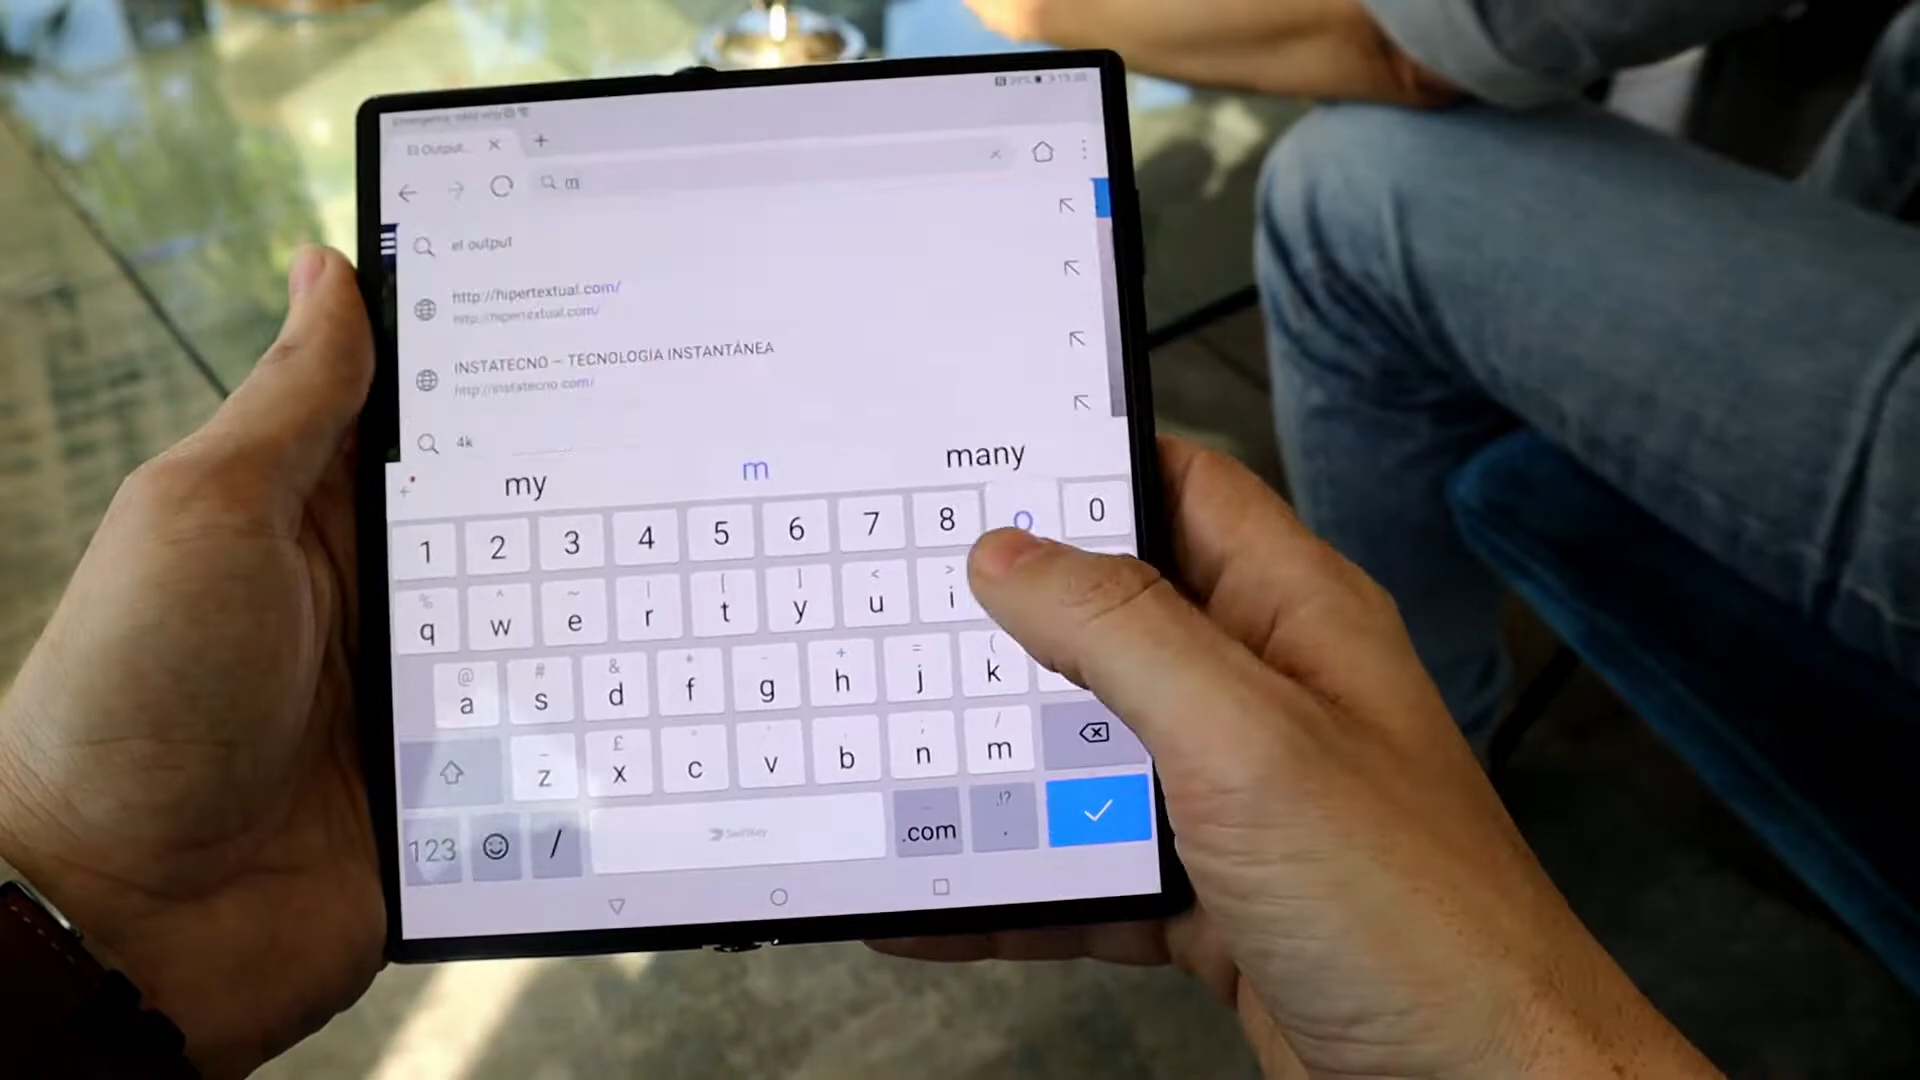 El Output...
m
el output
http://hipertextual.com/
http://hipertextual.com/
INSTATECNO – TECNOLOGIA INSTANTÁNEA
http://instatecno.com/
4k
my m many
1 2 3 4 5 6 7 8 o 0
% ^ ~ | [ ] < >
q w e r t y u i
@ # & * - + = (
a s d f g h j k
_ £ " ' : ; /
z x c v b n m
123 / SwiftKey .com ,!? .